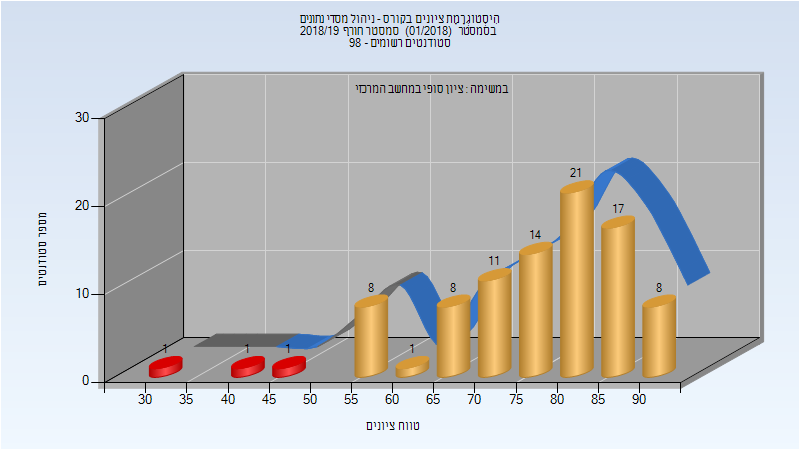 היסטוגרמת ציונים בקורס - ניהול מסדי נתונים
בסמסטר (01/2018) סמסטר חורף 2018/19
סטודנטים רשומים - 98
במשימה : ציון סופי במחשב המרכזי
30
20
10
0
מספר סטודנטים
1
1
1
8
1
8
11
14
21
17
8
30 35 40 45 50 55 60 65 70 75 80 85 90
טווח ציונים